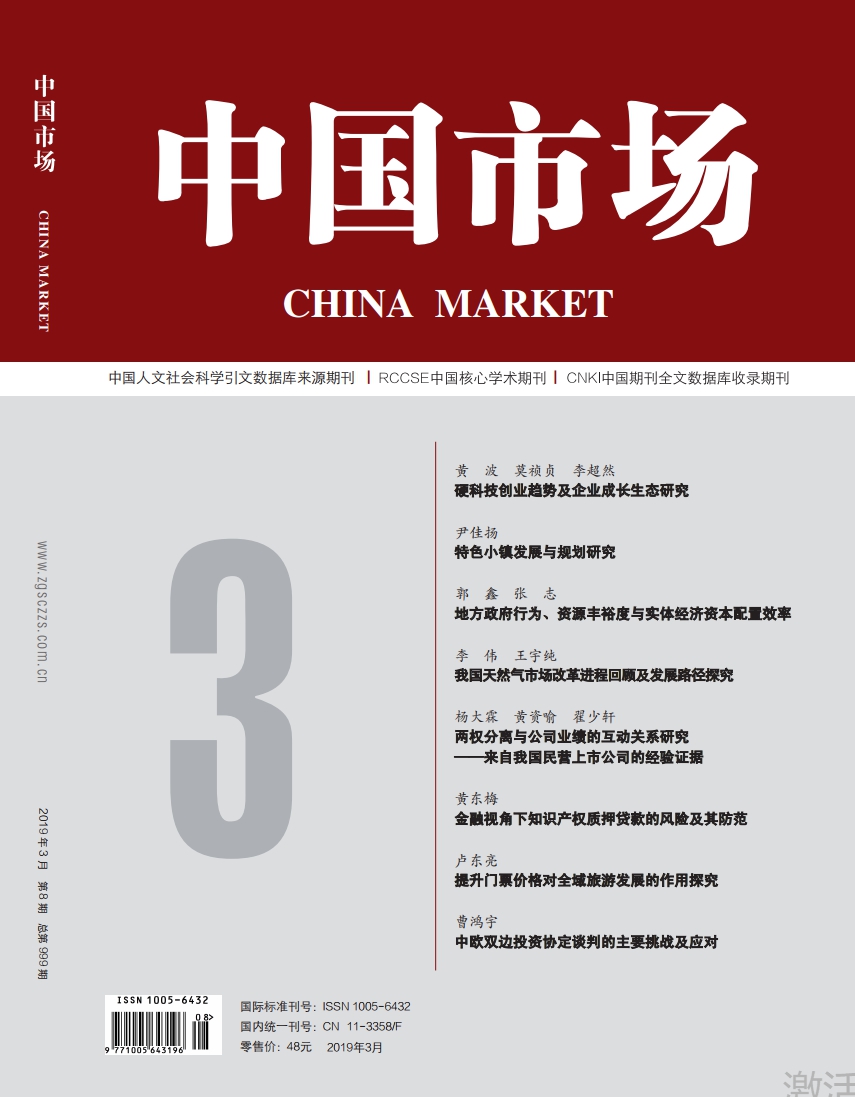 中国市场
CHINA MARKET
中国市场
CHINA MARKET
中国人文社会科学引文数据库来源期刊 | RCCSE中国核心学术期刊 | CNKI中国期刊全文数据库收录期刊
www.zgsczzs.com.cn
2019年3月 第8期 总第999期
3
黄 波 莫祯贞 李超然
硬科技创业趋势及企业成长生态研究
尹佳扬
特色小镇发展与规划研究
郭 鑫 张 志
地方政府行为、资源丰裕度与实体经济资本配置效率
李 伟 王宇纯
我国天然气市场改革进程回顾及发展路径探究
杨大霖 黄资喻 翟少轩
两权分离与公司业绩的互动关系研究
——来自我国民营上市公司的经验证据
黄东梅
金融视角下知识产权质押贷款的风险及其防范
卢东亮
提升门票价格对全域旅游发展的作用探究
曹鸿宇
中欧双边投资协定谈判的主要挑战及应对
ISSN 1005-6432
08>
9 771005 643196
国际标准刊号：ISSN 1005-6432
国内统一刊号：CN 11-3358/F
零售价：48元 2019年3月
激活